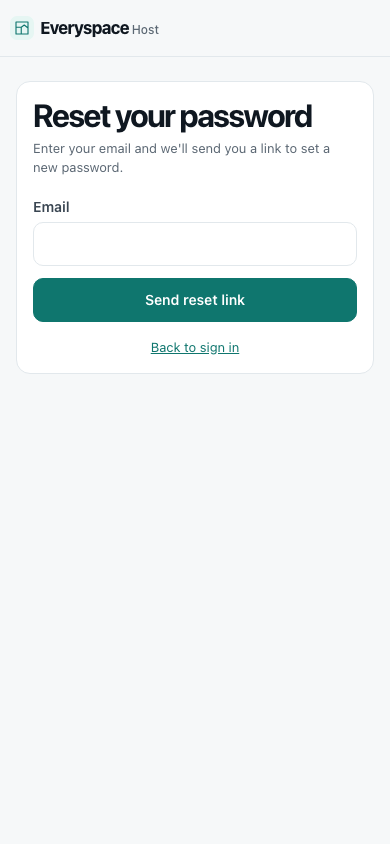 Everyspace Host
Reset your password
Enter your email and we'll send you a link to set a
new password.
Email
Send reset link
Back to sign in